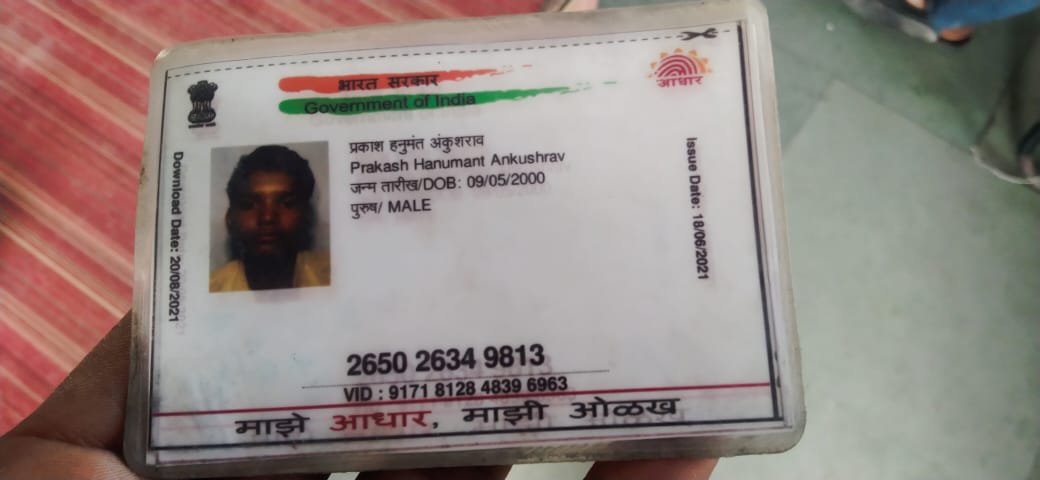 भारत सरकार
Government of India
आधार
प्रकाश हनुमंत अंकुशराव
Prakash Hanumant Ankushrav
जन्म तारीख/DOB: 09/05/2000
पुरुष/ MALE
Download Date: 20/08/2021
Issue Date: 18/06/2021
2650 2634 9813
VID : 9171 8128 4839 6963
माझे आधार, माझी ओळख